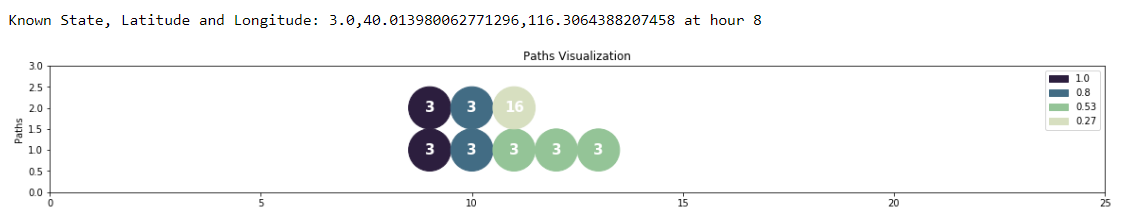 Known State, Latitude and Longitude: 3.0,40.013980062771296,116.3064388207458 at hour 8
Paths Visualization
3.0
2.5
2.0
1.5
1.0
0.5
0.0
Paths
3 3 16
3 3 3 3 3
1.0
0.8
0.53
0.27
0 5 10 15 20 25